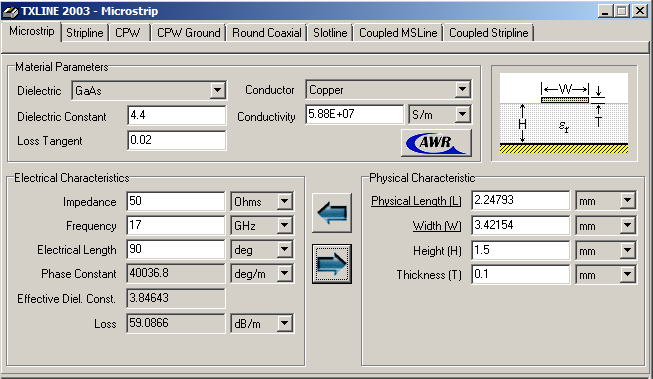 TXLINE 2003 - Microstrip
Microstrip Stripline CPW CPW Ground Round Coaxial Slotline Coupled MSLine Coupled Stripline
Material Parameters
Dielectric GaAs Conductor Copper
Dielectric Constant 4.4 Conductivity 5.88E+07 S/m
Loss Tangent 0.02 AWR
W
H εr T
Electrical Characteristics
Impedance 50 Ohms
Frequency 17 GHz
Electrical Length 90 deg
Phase Constant 40036.8 deg/m
Effective Diel. Const. 3.84643
Loss 59.0866 dB/m
Physical Characteristic
Physical Length (L) 2.24793 mm
Width (W) 3.42154 mm
Height (H) 1.5 mm
Thickness (T) 0.1 mm